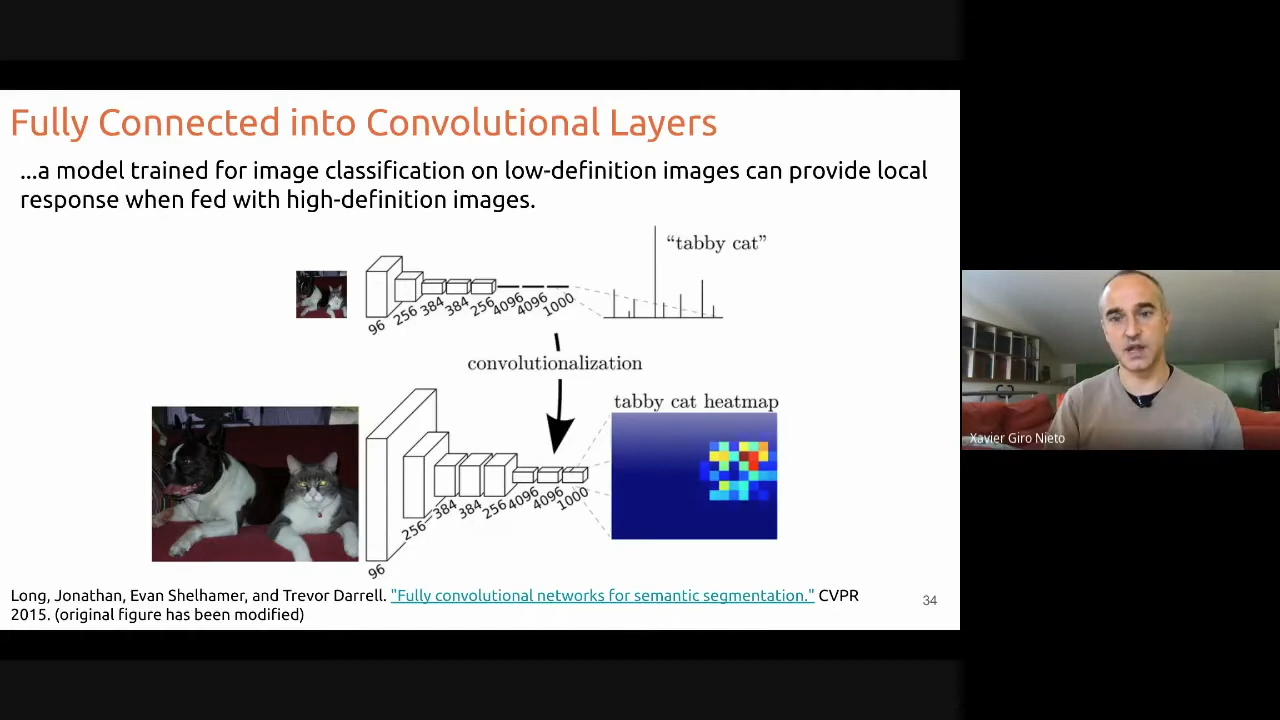 Fully Connected into Convolutional Layers
...a model trained for image classification on low-definition images can provide local
response when fed with high-definition images.
"tabby cat"
96
256
384
384
256
4096
4096
1000
convolutionalization
tabby cat heatmap
96
256
384
384
256
4096
4096
1000
Xavier Giro Nieto
Long, Jonathan, Evan Shelhamer, and Trevor Darrell. "Fully convolutional networks for semantic segmentation." CVPR
2015. (original figure has been modified)
34